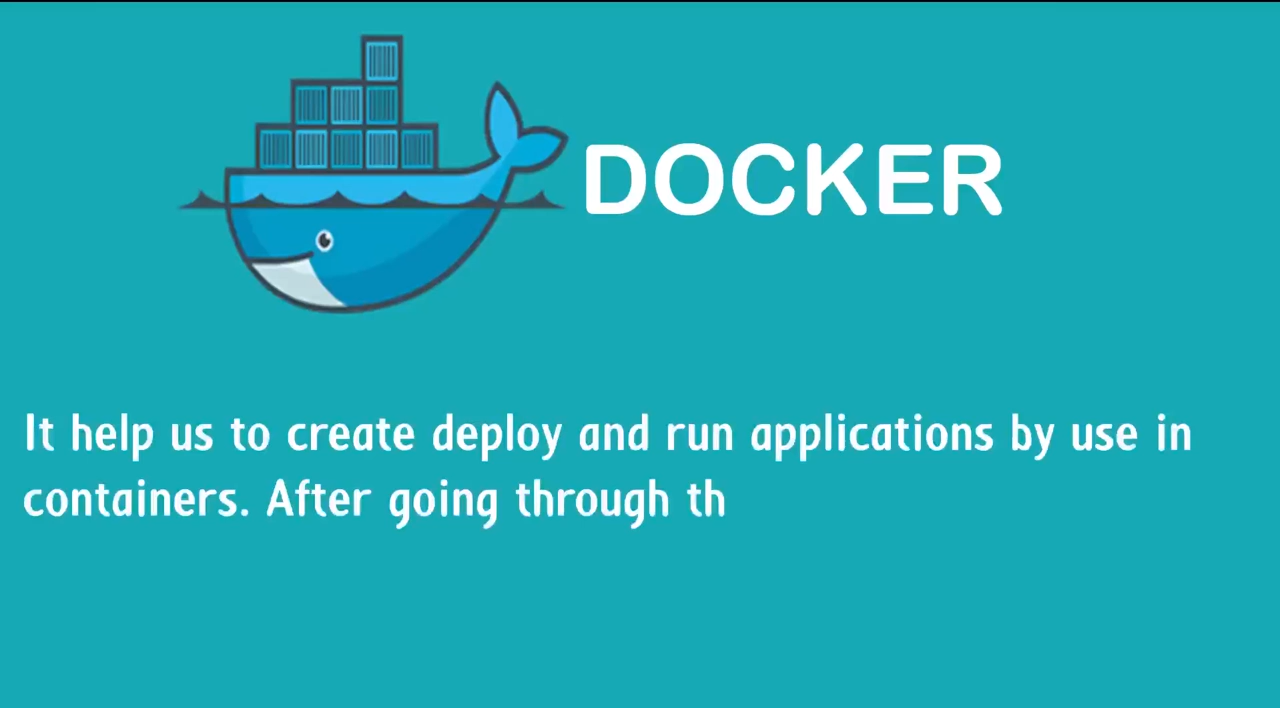 DOCKER
It help us to create deploy and run applications by use in
containers. After going through th